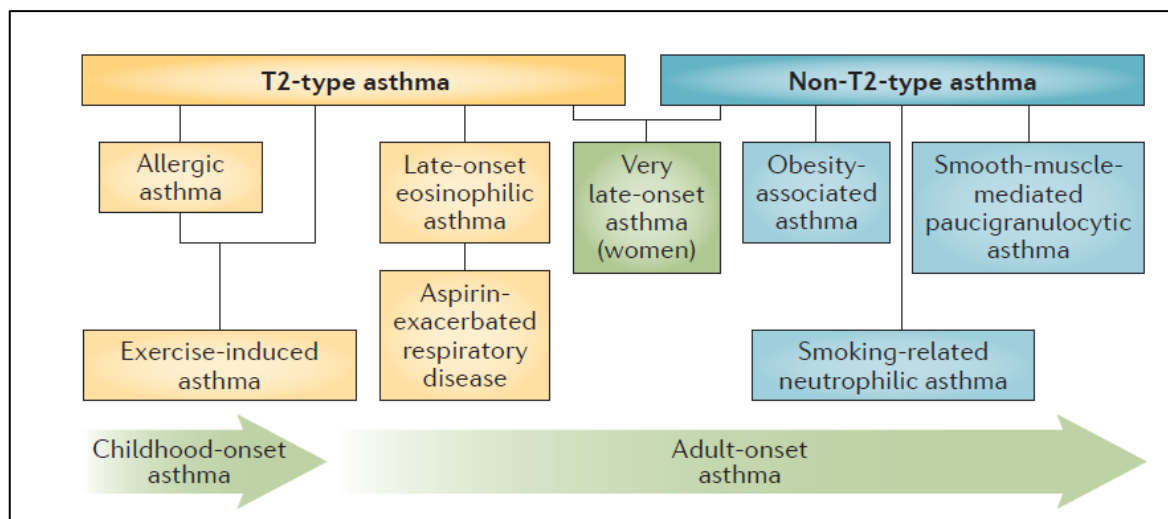 T2-type asthma
Non-T2-type asthma
Allergic
asthma
Late-onset
eosinophilic
asthma
Very
late-onset
asthma
(women)
Obesity-
associated
asthma
Smooth-muscle-
mediated
paucigranulocytic
asthma
Exercise-induced
asthma
Aspirin-
exacerbated
respiratory
disease
Smoking-related
neutrophilic asthma
Childhood-onset
asthma
Adult-onset
asthma